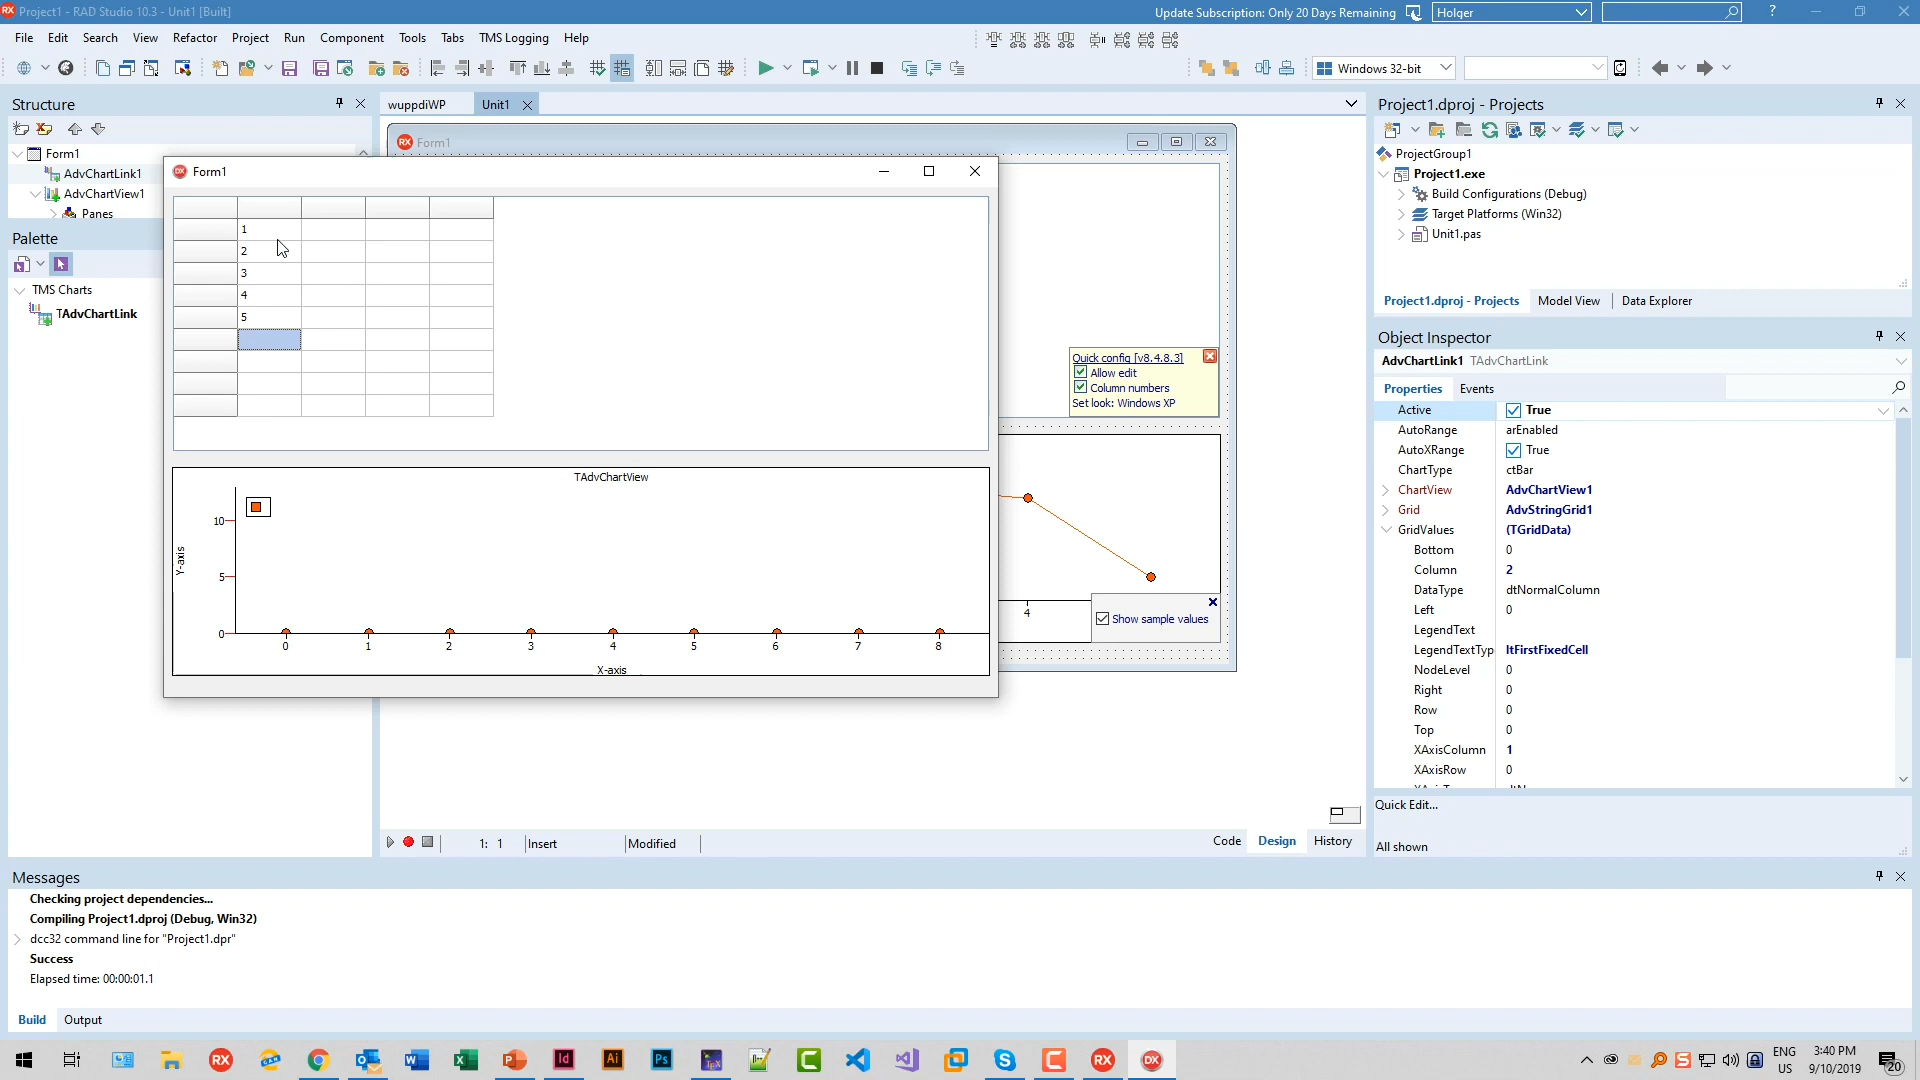 Project1 - RAD Studio 10.3 - Unit1 [Built]
Update Subscription: Only 20 Days Remaining
Holger
?
File Edit Search View Refactor Project Run Component Tools Tabs TMS Logging Help
Windows 32-bit
Structure
Form1
AdvChartLink1
AdvChartView1
Panes
Palette
TMS Charts
TAdvChartLink
wuppdiWP
Unit1
Form1
Form1
1
2
3
4
5
TAdvChartView
Y-axis
10
5
0
0 1 2 3 4 5 6 7 8
X-axis
Quick config [v8.4.8.3]
Allow edit
Column numbers
Set look: Windows XP
4
Show sample values
1: 1
Insert
Modified
Code
Design
History
Project1.dproj - Projects
ProjectGroup1
Project1.exe
Build Configurations (Debug)
Target Platforms (Win32)
Unit1.pas
Project1.dproj - Projects
Model View
Data Explorer
Object Inspector
AdvChartLink1 TAdvChartLink
Properties
Events
Active True
AutoRange arEnabled
AutoXRange True
ChartType ctBar
ChartView AdvChartView1
Grid AdvStringGrid1
GridValues (TGridData)
Bottom 0
Column 2
DataType dtNormalColumn
Left 0
LegendText
LegendTextTyp ltFirstFixedCell
NodeLevel 0
Right 0
Row 0
Top 0
XAxisColumn 1
XAxisRow 0
Quick Edit...
All shown
Messages
Checking project dependencies...
Compiling Project1.dproj (Debug, Win32)
dcc32 command line for "Project1.dpr"
Success
Elapsed time: 00:00:01.1
Build
Output
ENG
US
3:40 PM
9/10/2019
20